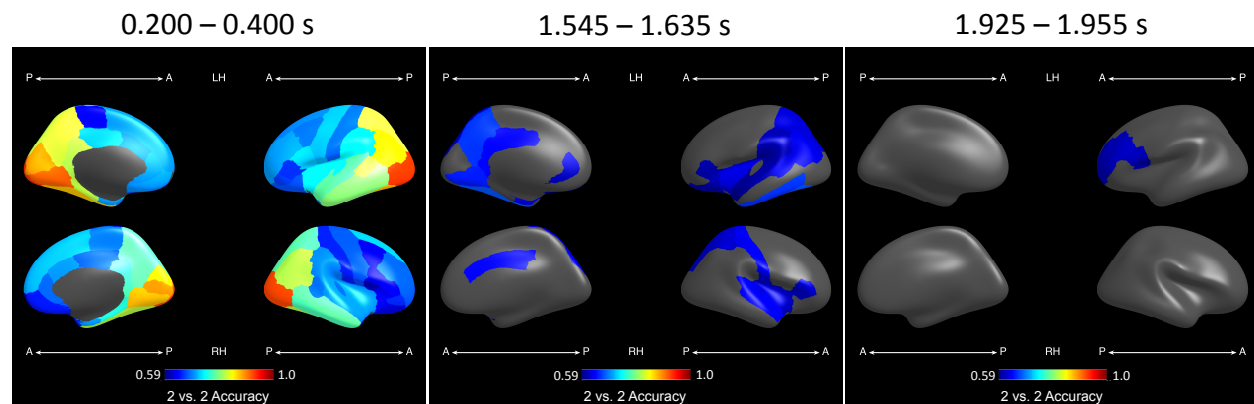 0.200 – 0.400 s
1.545 – 1.635 s
1.925 – 1.955 s
P A LH A P
P A LH A P
P A LH A P
A P RH P A
A P RH P A
A P RH P A
0.59 1.0
0.59 1.0
0.59 1.0
2 vs. 2 Accuracy
2 vs. 2 Accuracy
2 vs. 2 Accuracy